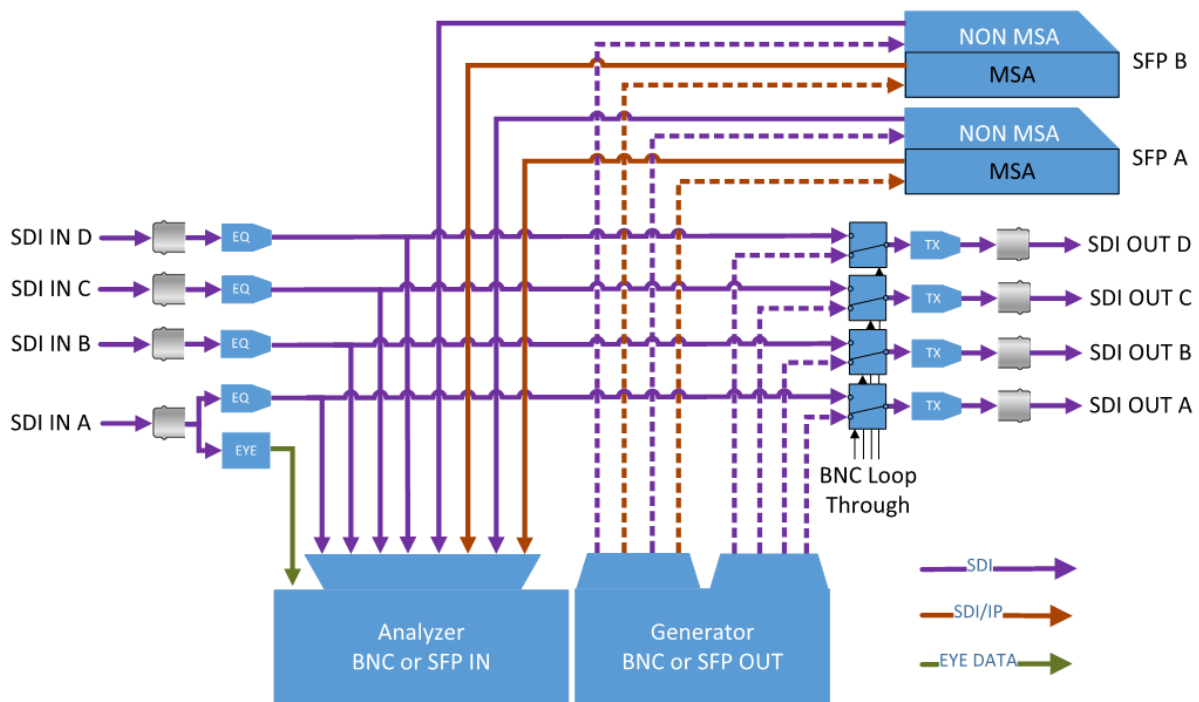 NON MSA
MSA
SFP B
NON MSA
MSA
SFP A
SDI IN D
EQ
TX
SDI OUT D
SDI IN C
EQ
TX
SDI OUT C
SDI IN B
EQ
TX
SDI OUT B
SDI IN A
EQ
EYE
TX
SDI OUT A
BNC Loop
Through
Analyzer
BNC or SFP IN
Generator
BNC or SFP OUT
SDI
SDI/IP
EYE DATA